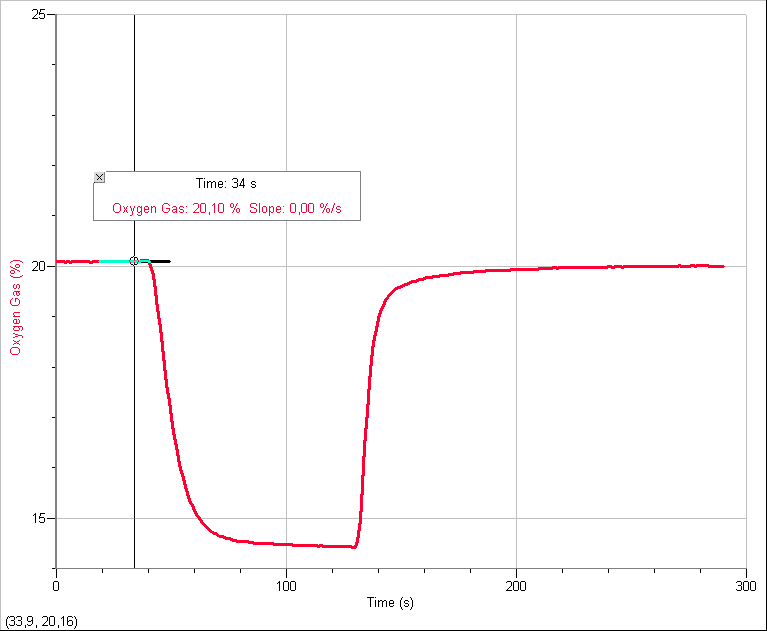 25
Time: 34 s
Oxygen Gas: 20,10 % Slope: 0,00 %/s
20
Oxygen Gas (%)
15
0 100 200 300
Time (s)
(33,9, 20,16)